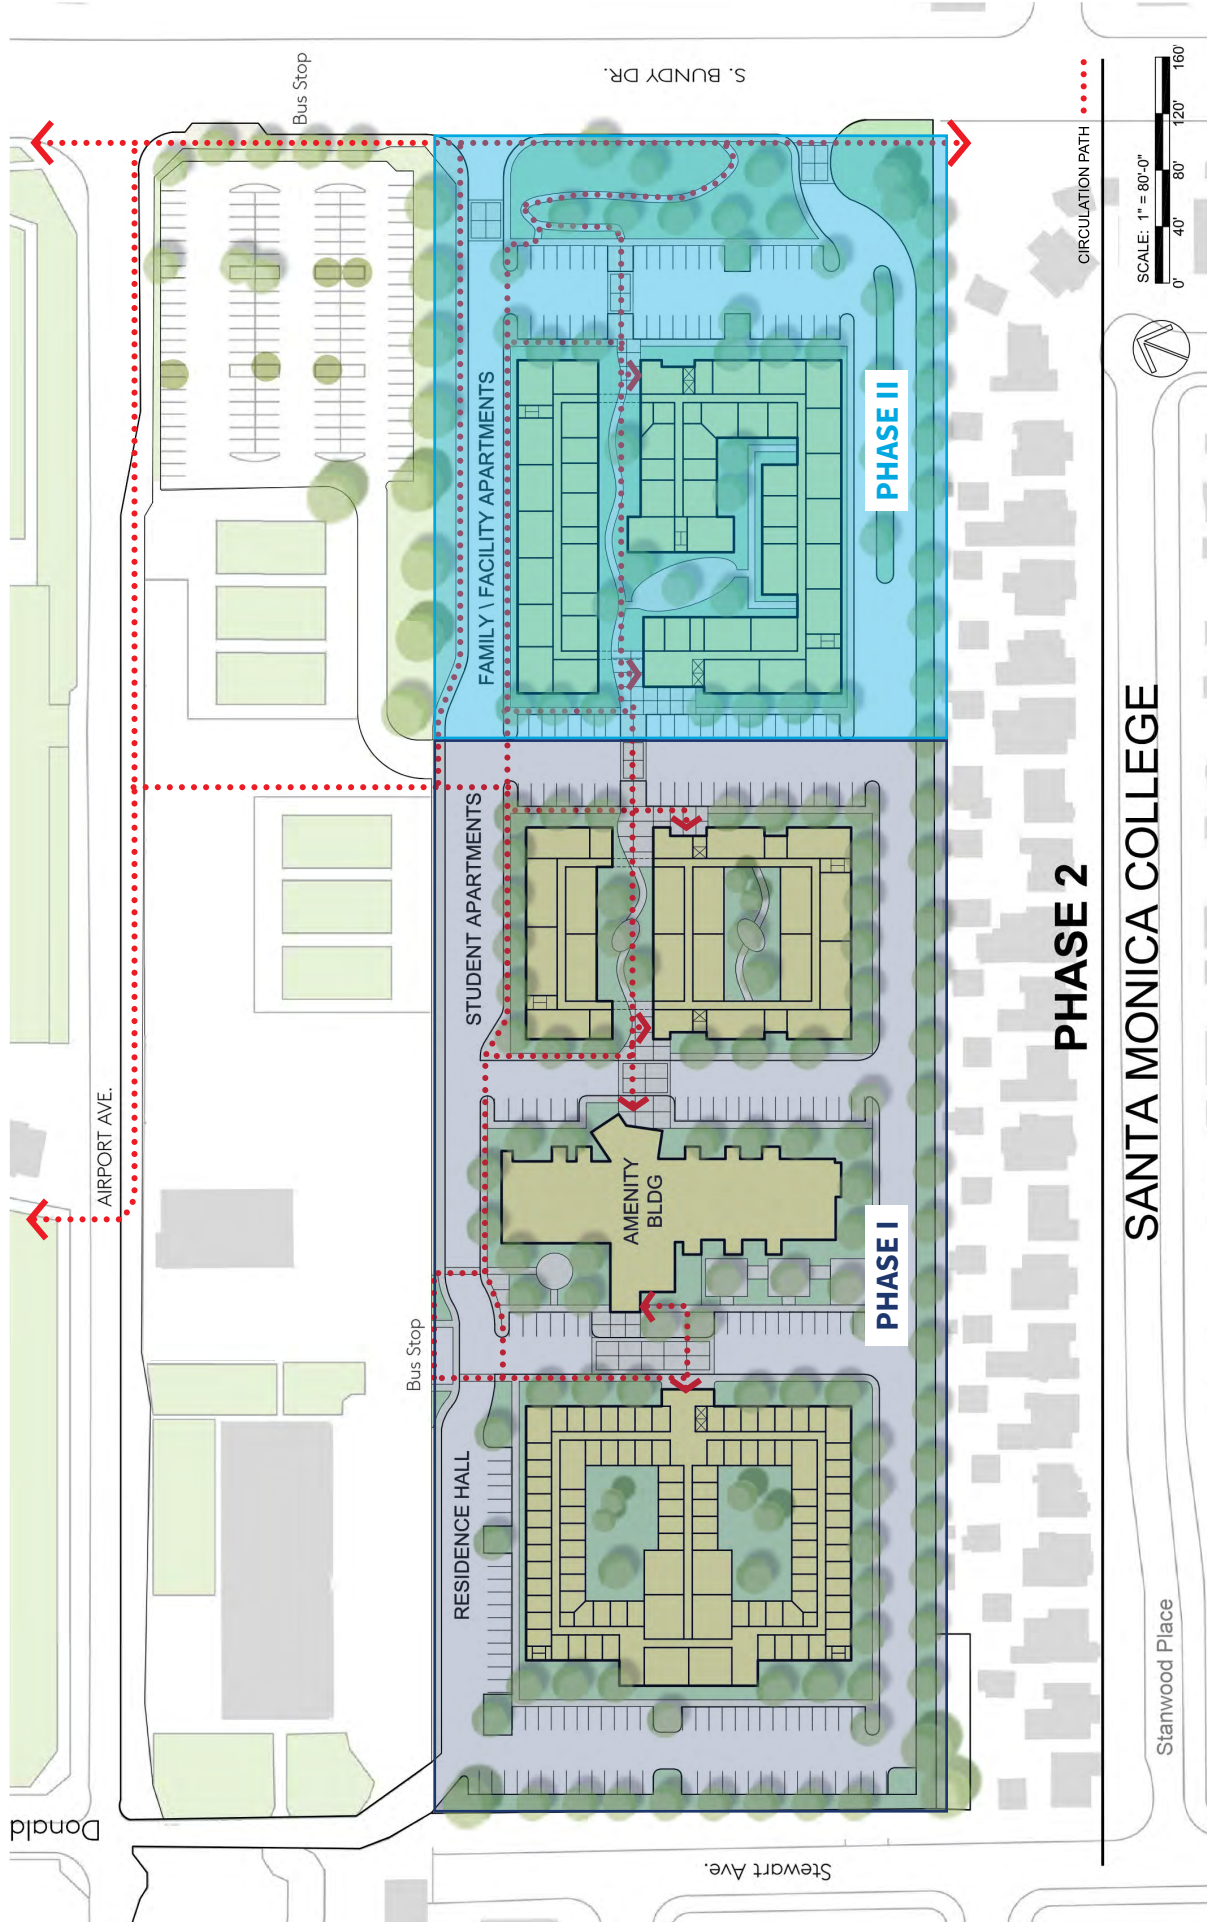 S. BUNDY DR.
Bus Stop
CIRCULATION PATH
SCALE: 1" = 80'-0"
0' 40' 80' 120' 160'
FAMILY \ FACILITY APARTMENTS
PHASE II
STUDENT APARTMENTS
AIRPORT AVE.
AMENITY
BLDG
PHASE I
Bus Stop
RESIDENCE HALL
PHASE 2
SANTA MONICA COLLEGE
Stanwood Place
Donald
Stewart Ave.